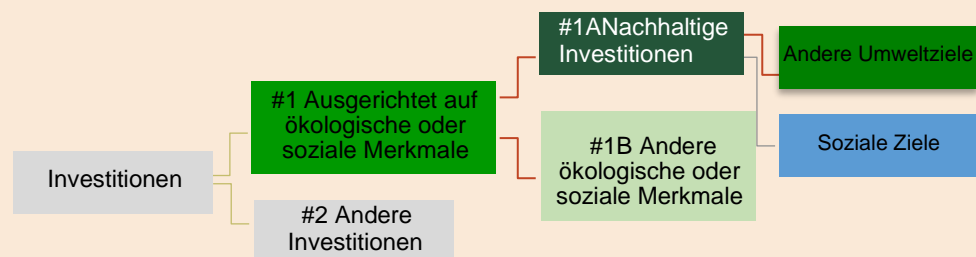 Investitionen
#1 Ausgerichtet auf
ökologische oder
soziale Merkmale
#2 Andere
Investitionen
#1ANachhaltige
Investitionen
#1B Andere
ökologische oder
soziale Merkmale
Andere Umweltziele
Soziale Ziele